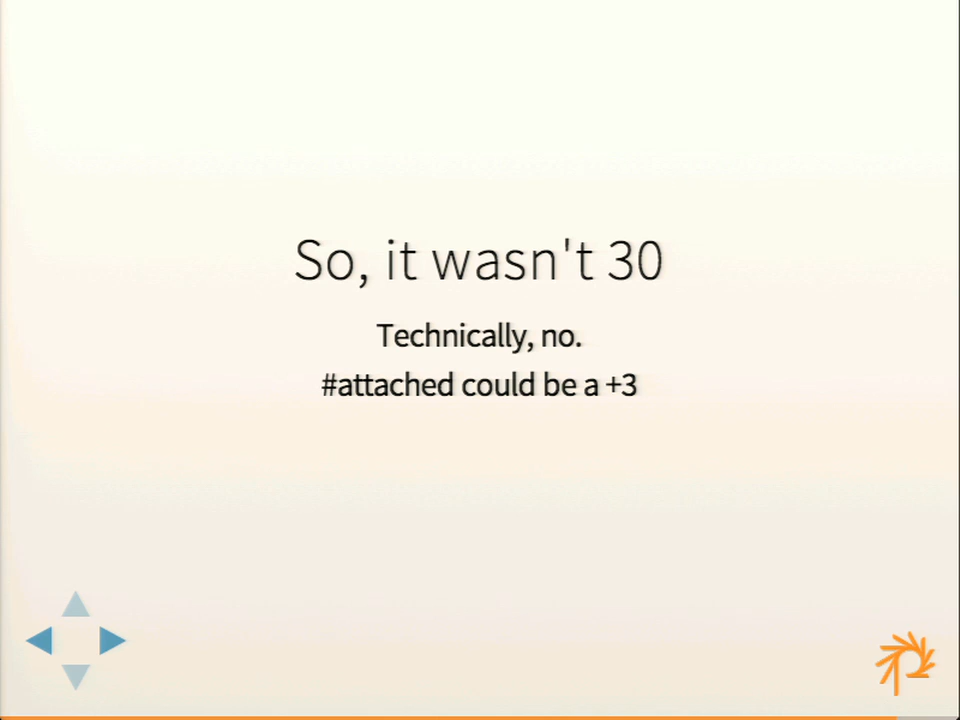 So, it wasn't 30
Technically, no.
#attached could be a +3